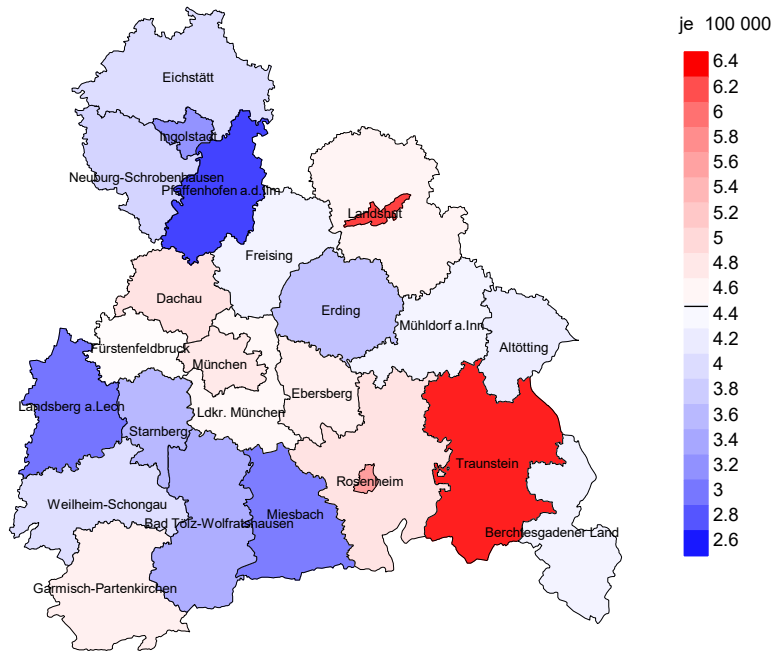 je 100 000
Eichstätt
Ingolstadt
Neuburg-Schrobenhausen
Pfaffenhofen a.d.Ilm
Landshut
Freising
Dachau
Erding
Mühldorf a.Inn
Altötting
Fürstenfeldbruck
München
Ebersberg
Landsberg a.Lech
Ldkr. München
Starnberg
Traunstein
Rosenheim
Weilheim-Schongau
Miesbach
Bad Tölz-Wolfratshausen
Berchtesgadener Land
Garmisch-Partenkirchen
6.4
6.2
6
5.8
5.6
5.4
5.2
5
4.8
4.6
4.4
4.2
4
3.8
3.6
3.4
3.2
3
2.8
2.6